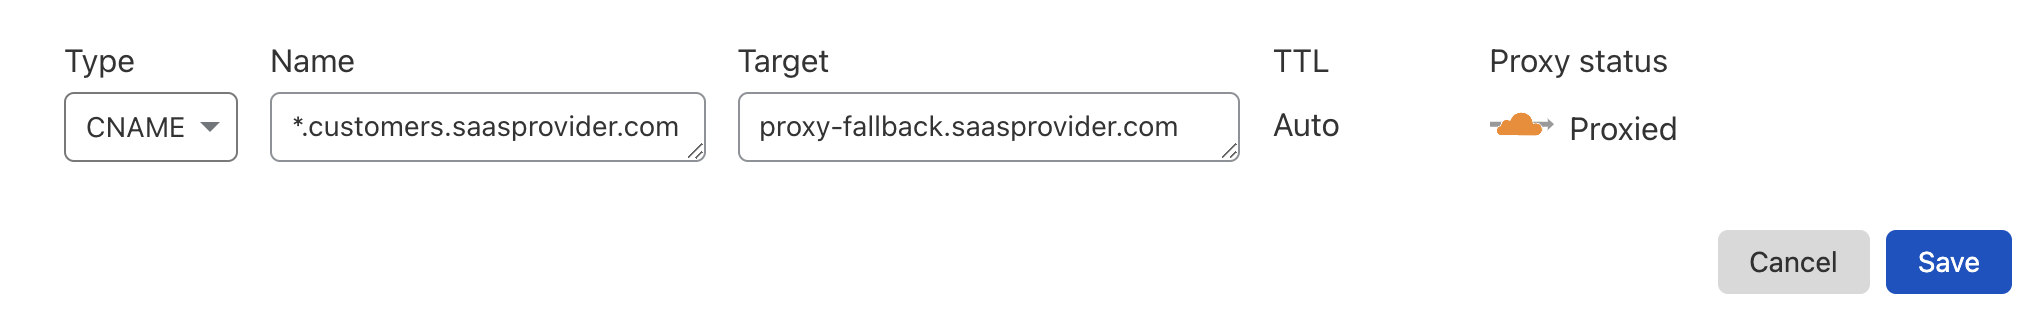 Type Name Target TTL Proxy status
CNAME *.customers.saasprovider.com proxy-fallback.saasprovider.com Auto Proxied
Cancel Save